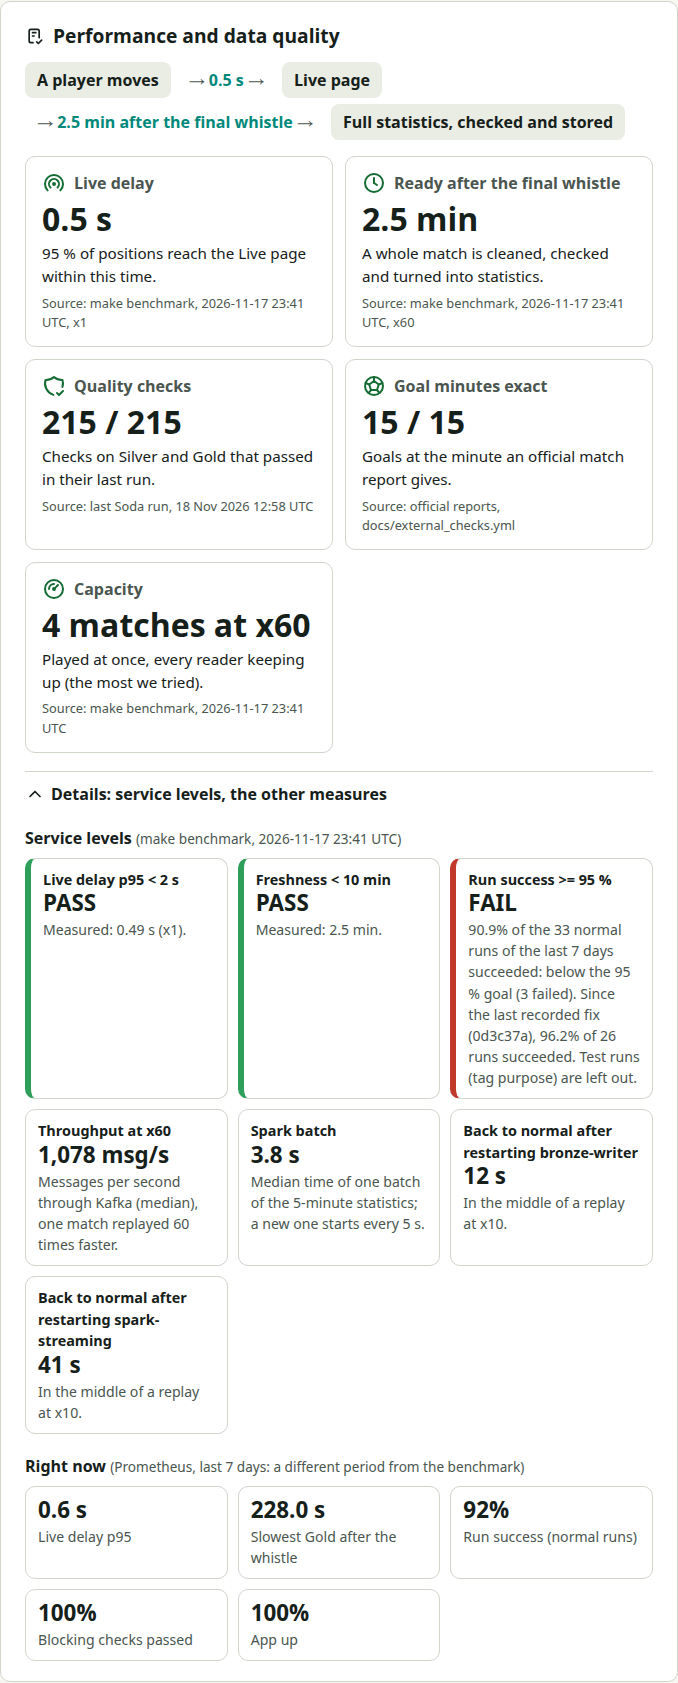 Performance and data quality
A player moves → 0.5 s → Live page
→ 2.5 min after the final whistle → Full statistics, checked and stored
Live delay
0.5 s
95 % of positions reach the Live page
within this time.
Source: make benchmark, 2026-11-17 23:41
UTC, x1
Ready after the final whistle
2.5 min
A whole match is cleaned, checked
and turned into statistics.
Source: make benchmark, 2026-11-17 23:41
UTC, x60
Quality checks
215 / 215
Checks on Silver and Gold that passed
in their last run.
Source: last Soda run, 18 Nov 2026 12:58 UTC
Goal minutes exact
15 / 15
Goals at the minute an official match
report gives.
Source: official reports,
docs/external_checks.yml
Capacity
4 matches at x60
Played at once, every reader keeping
up (the most we tried).
Source: make benchmark, 2026-11-17 23:41
UTC
Details: service levels, the other measures
Service levels (make benchmark, 2026-11-17 23:41 UTC)
Live delay p95 < 2 s
PASS
Measured: 0.49 s (x1).
Freshness < 10 min
PASS
Measured: 2.5 min.
Run success >= 95 %
FAIL
90.9% of the 33 normal
runs of the last 7 days
succeeded: below the 95
% goal (3 failed). Since
the last recorded fix
(0d3c37a), 96.2% of 26
runs succeeded. Test runs
(tag purpose) are left out.
Throughput at x60
1,078 msg/s
Messages per second
through Kafka (median),
one match replayed 60
times faster.
Spark batch
3.8 s
Median time of one batch
of the 5-minute statistics;
a new one starts every 5 s.
Back to normal after
restarting bronze-writer
12 s
In the middle of a replay
at x10.
Back to normal after
restarting spark-
streaming
41 s
In the middle of a replay
at x10.
Right now (Prometheus, last 7 days: a different period from the benchmark)
0.6 s
Live delay p95
228.0 s
Slowest Gold after the
whistle
92%
Run success (normal runs)
100%
Blocking checks passed
100%
App up